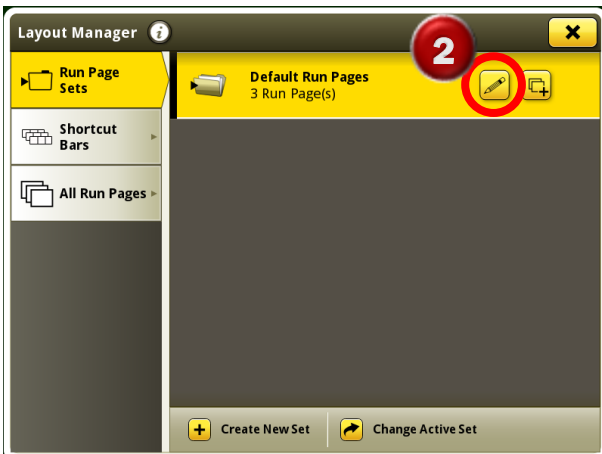 Layout Manager i
2
Run Page
Sets
Default Run Pages
3 Run Page(s)
Shortcut
Bars
All Run Pages
Create New Set
Change Active Set